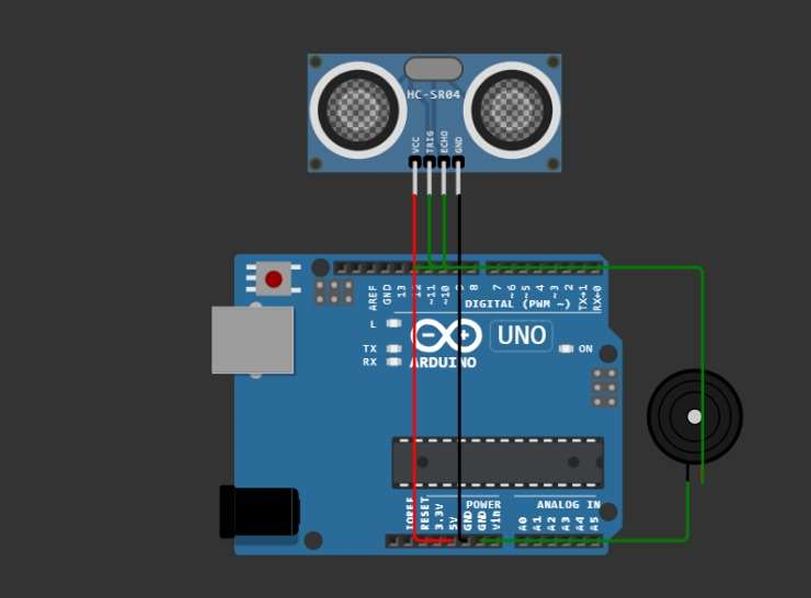 HC-SR04
VCC
TRIG
ECHO
GND
AREF
GND
13
12
~11
~10
~9
8
7
~6
~5
4
~3
2
TX→1
RX←0
DIGITAL (PWM ~)
L
TX
RX
UNO
ON
ARDUINO
POWER
ANALOG IN
IOREF
RESET
3.3V
5V
GND
GND
Vin
A0
A1
A2
A3
A4
A5